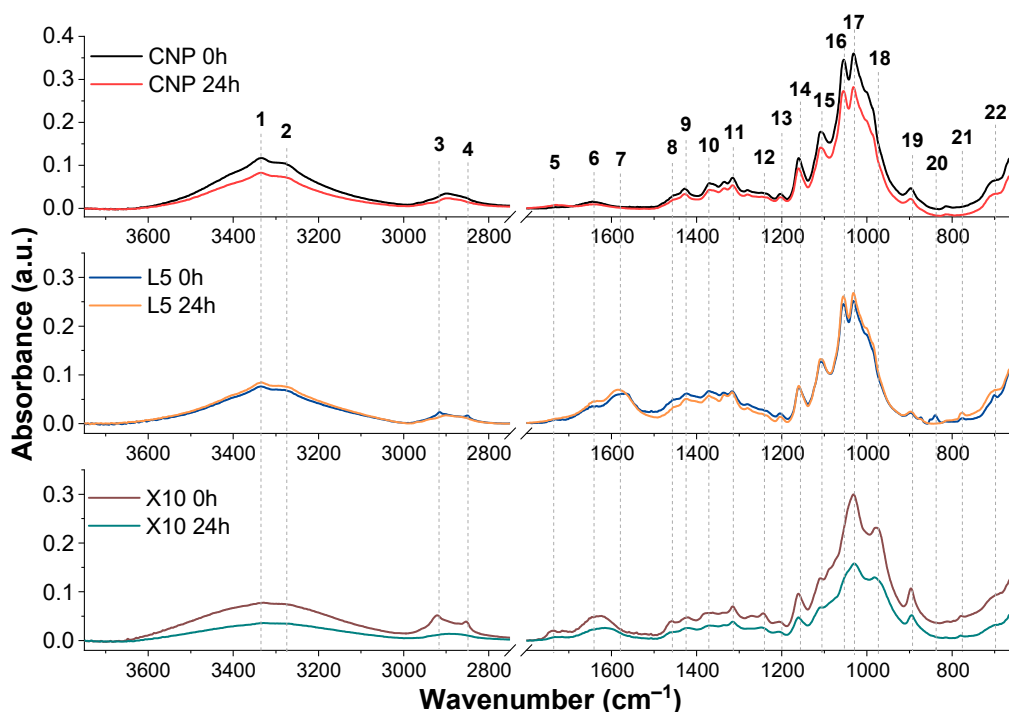 0.4
0.3
0.2
0.1
0.0
CNP 0h
CNP 24h
1 2 3 4 5 6 7 8 9 10 11 12 13 14 15 16 17 18 19 20 21 22
3600 3400 3200 3000 2800 1600 1400 1200 1000 800
0.3
0.2
0.1
0.0
L5 0h
L5 24h
3600 3400 3200 3000 2800 1600 1400 1200 1000 800
0.3
0.2
0.1
0.0
X10 0h
X10 24h
3600 3400 3200 3000 2800 1600 1400 1200 1000 800
Absorbance (a.u.)
Wavenumber (cm⁻¹)